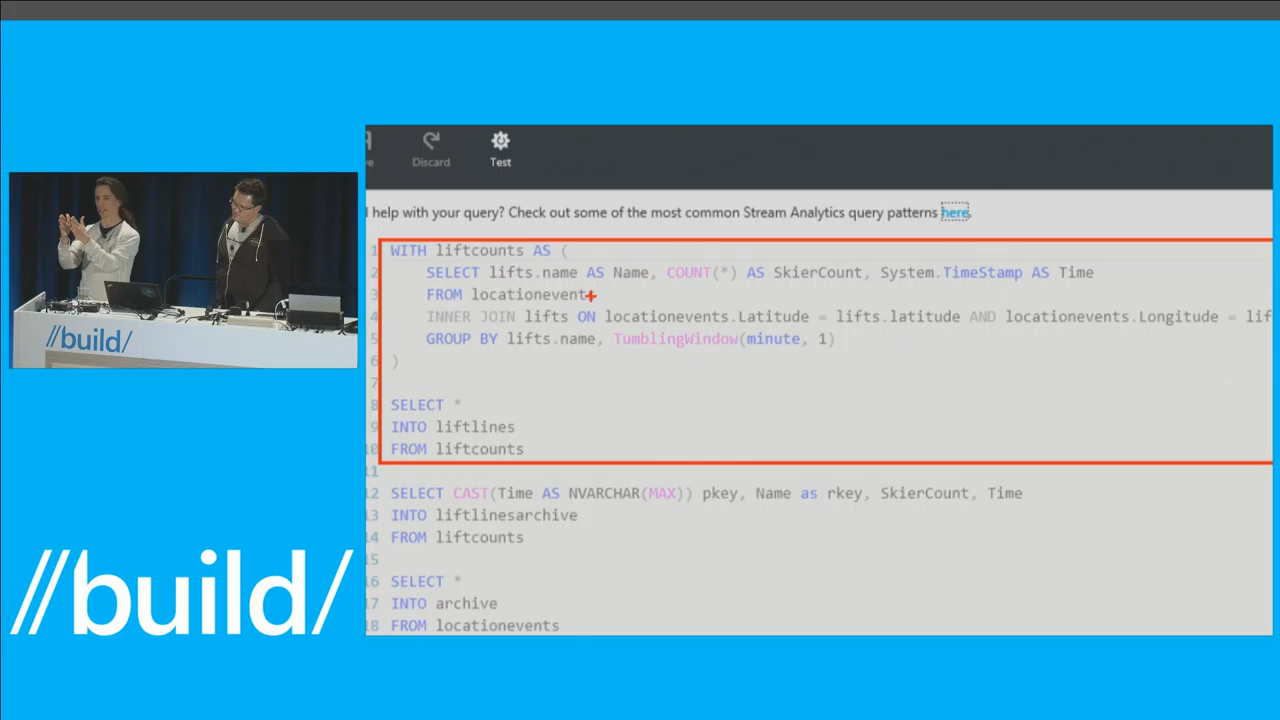 Discard
Test
help with your query? Check out some of the most common Stream Analytics query patterns here.
1 WITH liftcounts AS (
2 SELECT lifts.name AS Name, COUNT(*) AS SkierCount, System.TimeStamp AS Time
3 FROM locationevent
4 INNER JOIN lifts ON locationevents.Latitude = lifts.latitude AND locationevents.Longitude = lif
5 GROUP BY lifts.name, TumblingWindow(minute, 1)
6 )
7
8 SELECT *
9 INTO liftlines
10 FROM liftcounts
11
12 SELECT CAST(Time AS NVARCHAR(MAX)) pkey, Name as rkey, SkierCount, Time
13 INTO liftlinesarchive
14 FROM liftcounts
15
16 SELECT *
17 INTO archive
18 FROM locationevents
//build/
//build/